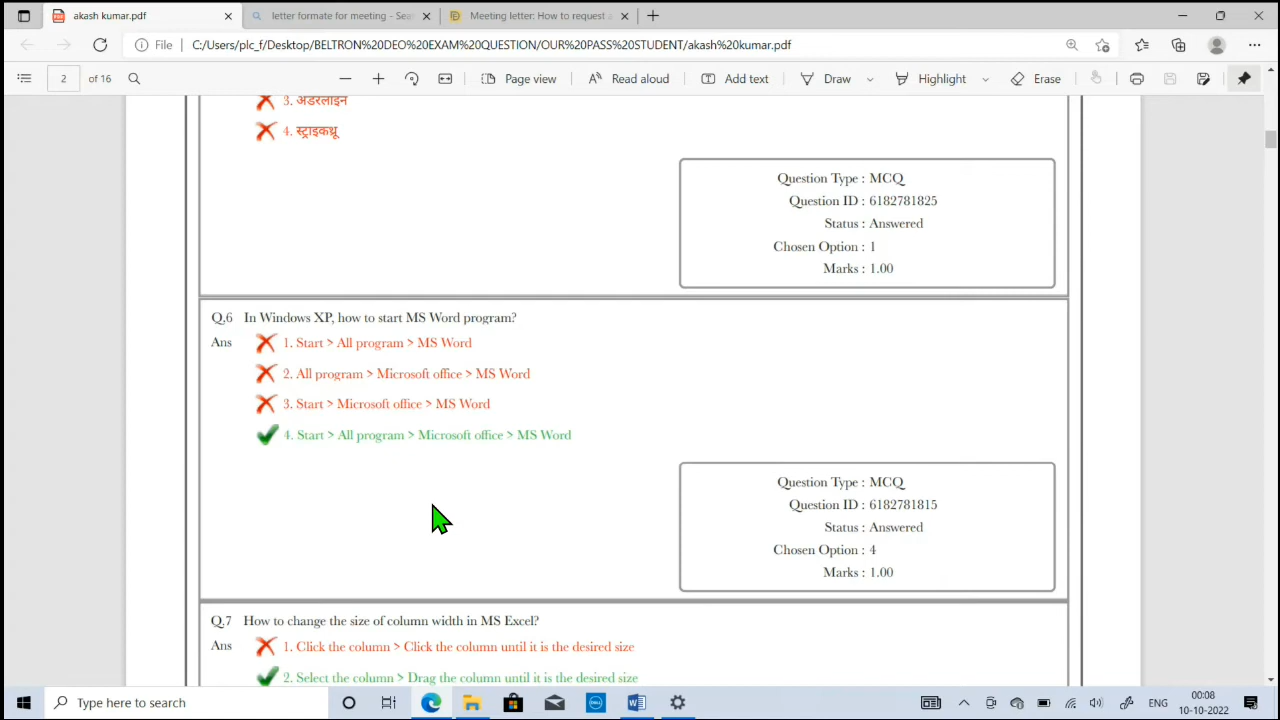 akash kumar.pdf
letter formate for meeting - Sea
Meeting letter: How to request a
File
C:/Users/plc_f/Desktop/BELTRON%20DEO%20EXAM%20QUESTION/OUR%20PASS%20STUDENT/akash%20kumar.pdf
2 of 16
Page view
Read aloud
Add text
Draw
Highlight
Erase
3. अंडरलाइन
4. स्ट्राइकथ्रू
Question Type : MCQ
Question ID : 6182781825
Status : Answered
Chosen Option : 1
Marks : 1.00
Q.6 In Windows XP, how to start MS Word program?
Ans 1. Start > All program > MS Word
2. All program > Microsoft office > MS Word
3. Start > Microsoft office > MS Word
4. Start > All program > Microsoft office > MS Word
Question Type : MCQ
Question ID : 6182781815
Status : Answered
Chosen Option : 4
Marks : 1.00
Q.7 How to change the size of column width in MS Excel?
Ans 1. Click the column > Click the column until it is the desired size
2. Select the column > Drag the column until it is the desired size
Type here to search
ENG
00:08
10-10-2022